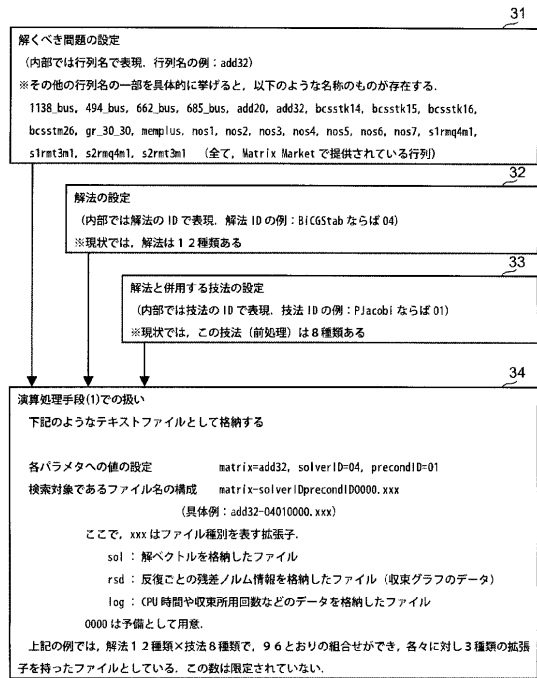 31
解くべき問題の設定
(内部では行列名で表現. 行列名の例:add32)
※その他の行列名の一部を具体的に挙げると, 以下のような名称のものが存在する.
1138_bus, 494_bus, 662_bus, 685_bus, add20, add32, bcsstk14, bcsstk15, bcsstk16,
bcsstm26, gr_30_30, memplus, nos1, nos2, nos3, nos4, nos5, nos6, nos7, s1rmq4m1,
s1rmt3m1, s2rmq4m1, s2rmt3m1 (全て, Matrix Market で提供されている行列)
32
解法の設定
(内部では解法の ID で表現. 解法 ID の例:BiCGStab ならば 04)
※現状では, 解法は12種類ある
33
解法と併用する技法の設定
(内部では技法の ID で表現. 技法 ID の例:PJacobi ならば 01)
※現状では, この技法(前処理)は8種類ある
34
演算処理手段(1)での扱い
下記のようなテキストファイルとして格納する
各パラメタへの値の設定 matrix=add32, solverID=04, precondID=01
検索対象であるファイル名の構成 matrix-solverIDprecondID0000.xxx
(具体例:add32-04010000.xxx)
ここで, xxx はファイル種別を表す拡張子.
sol : 解ベクトルを格納したファイル
rsd : 反復ごとの残差ノルム情報を格納したファイル(収束グラフのデータ)
log : CPU 時間や収束所用回数などのデータを格納したファイル
0000 は予備として用意.
上記の例では, 解法12種類×技法8種類で, 96とおりの組合せができ, 各々に対し3種類の拡張
子を持ったファイルとしている. この数は限定されていない.